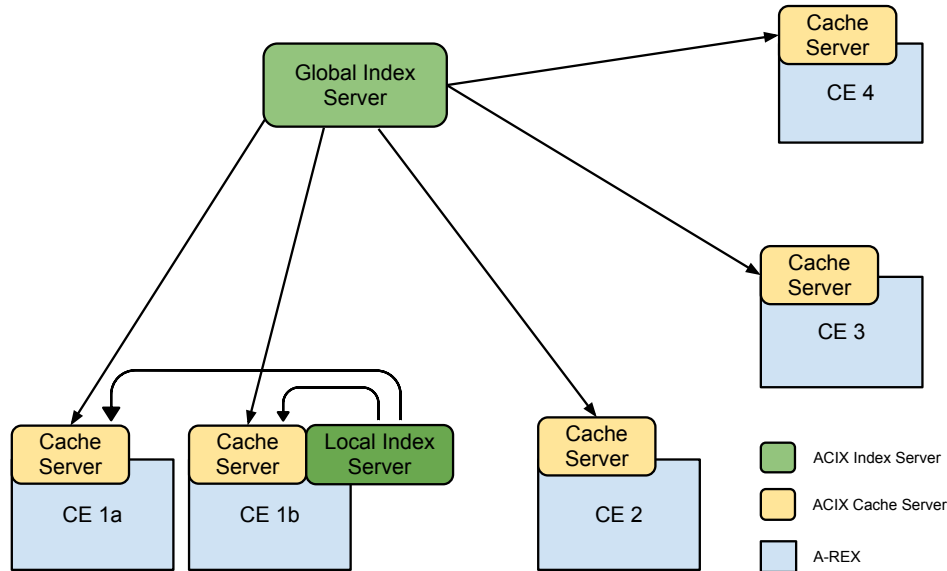 Cache
Server
CE 4
Global Index
Server
Cache
Server
CE 3
Cache
Server
CE 1a
Cache
Server
CE 1b
Local Index
Server
Cache
Server
CE 2
ACIX Index Server
ACIX Cache Server
A-REX